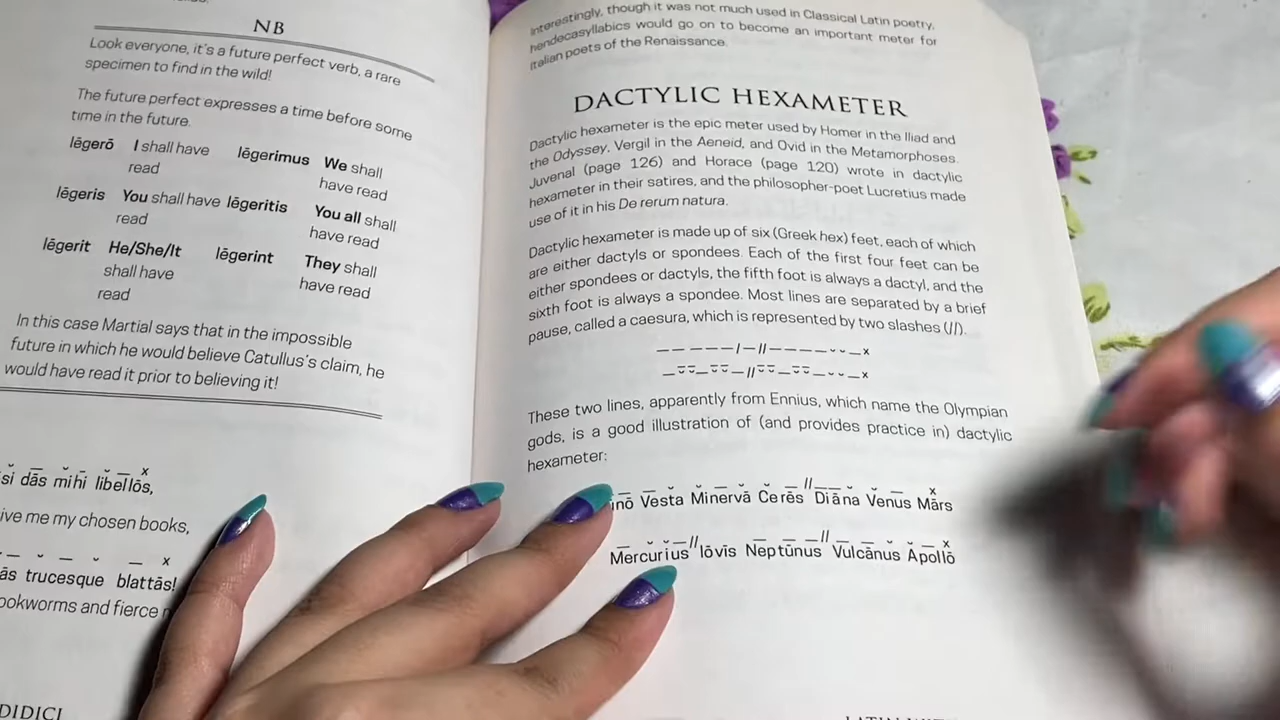 NB
Look everyone, it's a future perfect verb, a rare
specimen to find in the wild!
The future perfect expresses a time before some
time in the future.
lēgerō I shall have read lēgerimus We shall have read
lēgeris You shall have read lēgeritis You all shall have read
lēgerit He/She/It shall have read lēgerint They shall have read
In this case Martial says that in the impossible
future in which he would believe Catullus's claim, he
would have read it prior to believing it!
dās mihi libellōs,
me my chosen books,
trucesque blattās!
and fierce
DIDICI
Interestingly, though it was not much used in Classical Latin poetry,
hendecasyllabics would go on to become an important meter for
Italian poets of the Renaissance.
DACTYLIC HEXAMETER
Dactylic hexameter is the epic meter used by Homer in the Iliad and
the Odyssey, Vergil in the Aeneid, and Ovid in the Metamorphoses.
Juvenal (page 126) and Horace (page 120) wrote in dactylic
hexameter in their satires, and the philosopher-poet Lucretius made
use of it in his De rerum natura.
Dactylic hexameter is made up of six (Greek hex) feet, each of which
are either dactyls or spondees. Each of the first four feet can be
either spondees or dactyls, the fifth foot is always a dactyl, and the
sixth foot is always a spondee. Most lines are separated by a brief
pause, called a caesura, which is represented by two slashes (//).
These two lines, apparently from Ennius, which name the Olympian
gods, is a good illustration of (and provides practice in) dactylic
hexameter:
Vesta Minervā Cerēs // Diāna Venus Mārs
Mercurius // Iōvis Neptūnus // Vulcānus Apollō